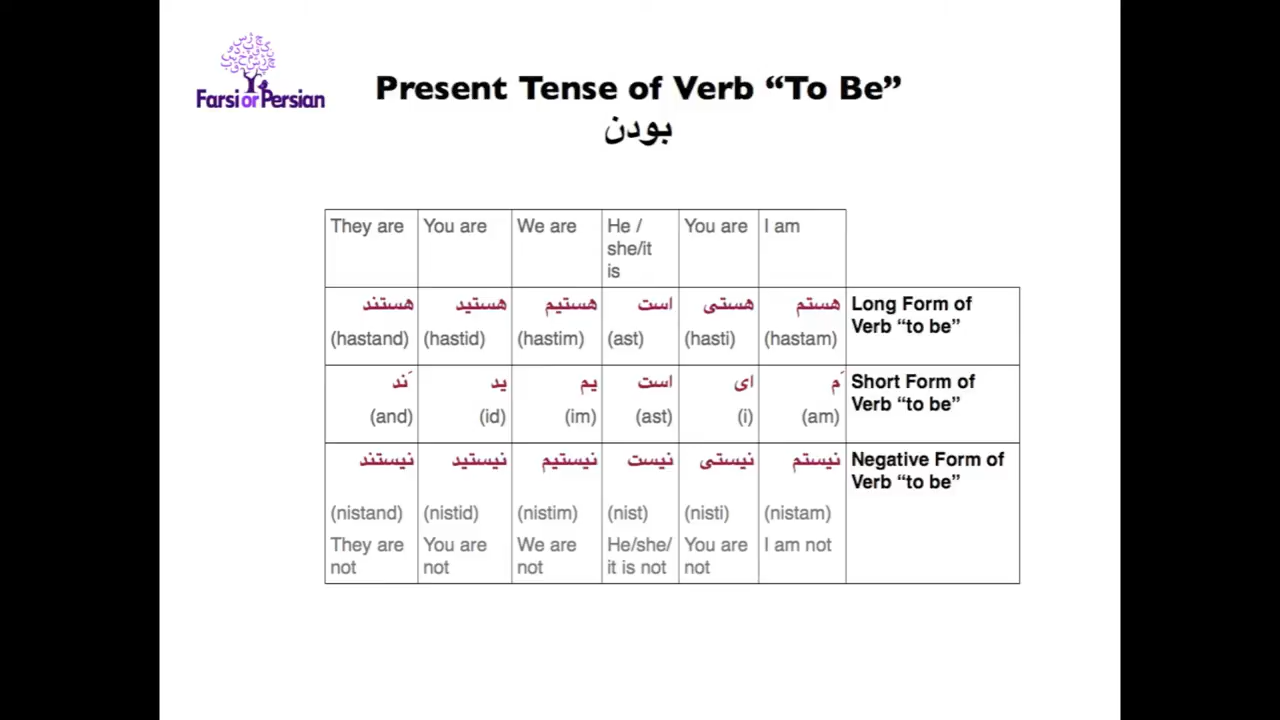 Farsi or Persian
Present Tense of Verb “To Be”
بودن
They are You are We are He / You are I am
she/it
is
هستند هستید هستیم است هستی هستم Long Form of
Verb “to be”
(hastand) (hastid) (hastim) (ast) (hasti) (hastam)
َند ید یم است ای َم Short Form of
Verb “to be”
(and) (id) (im) (ast) (i) (am)
نیستند نیستید نیستیم نیست نیستی نیستم Negative Form of
Verb “to be”
(nistand) (nistid) (nistim) (nist) (nisti) (nistam)
They are You are We are He/she/ You are I am not
not not not it is not not